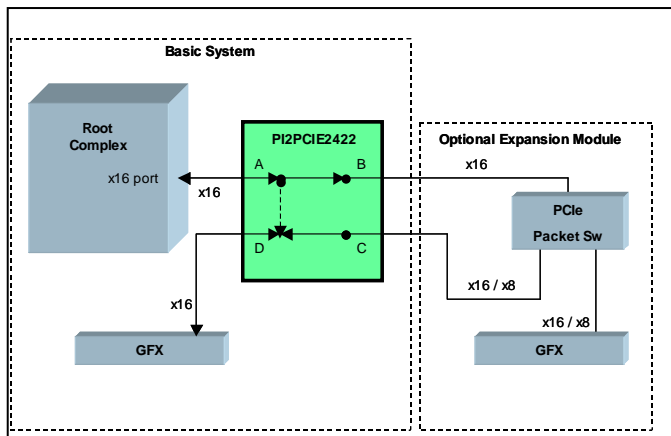 Basic System
Root
Complex
x16 port
x16
PI2PCIE2422
A
B
D
C
x16
GFX
Optional Expansion Module
x16
PCIe
Packet Sw
x16 / x8
x16 / x8
GFX